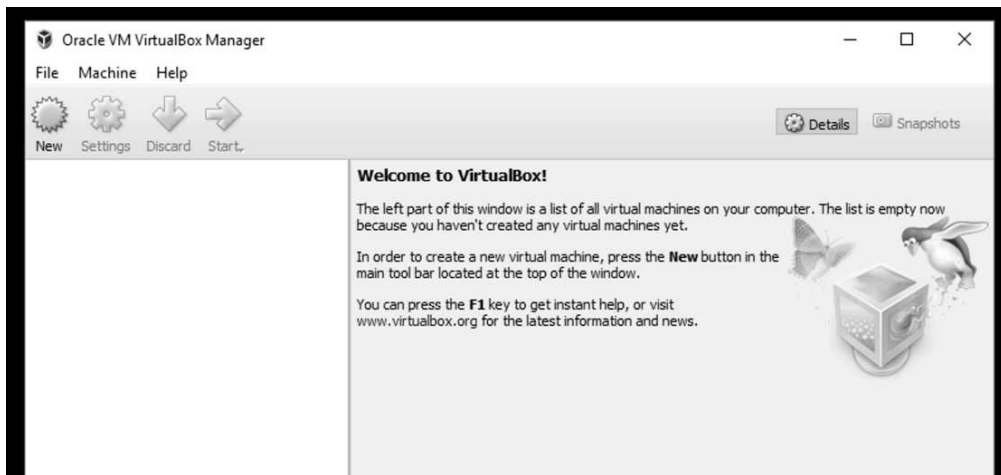 Oracle VM VirtualBox Manager
File Machine Help
New Settings Discard Start
Details Snapshots
Welcome to VirtualBox!
The left part of this window is a list of all virtual machines on your computer. The list is empty now
because you haven't created any virtual machines yet.
In order to create a new virtual machine, press the New button in the
main tool bar located at the top of the window.
You can press the F1 key to get instant help, or visit
www.virtualbox.org for the latest information and news.